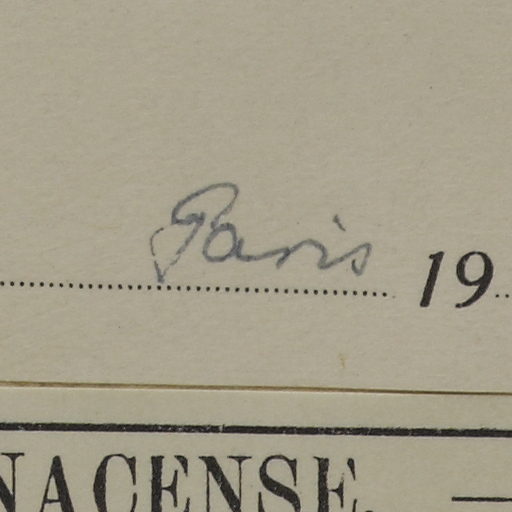 Paris 19
NACENSE. —